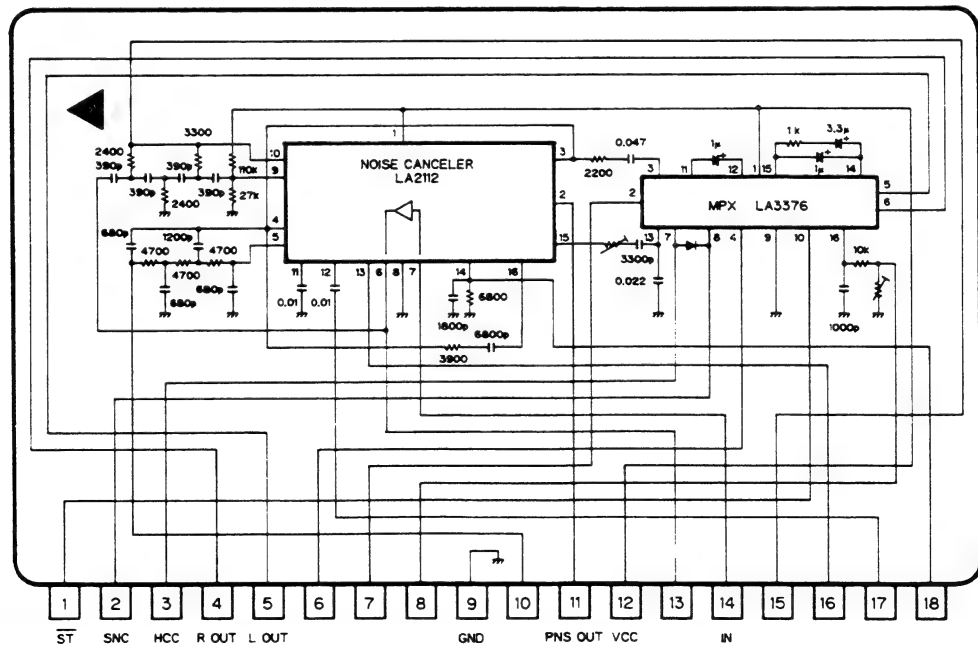 3300
2400
390p
390p
390p
390p
2400
110k
27k
680p
1200p
4700
4700
4700
680p
680p
NOISE CANCELER
LA2112
1
10
9
4
5
3
2
15
11
12
13
6
8
7
14
16
0.01
0.01
1800p
6800
6800p
3900
0.047
2200
3300p
0.022
MPX LA3376
3
2
11
12
1
15
14
5
6
13
7
8
4
9
10
16
1μ
1k
3.3μ
+
1μ
+
10k
1000p
1 2 3 4 5 6 7 8 9 10 11 12 13 14 15 16 17 18
ST SNC HCC R OUT L OUT GND PNS OUT VCC IN